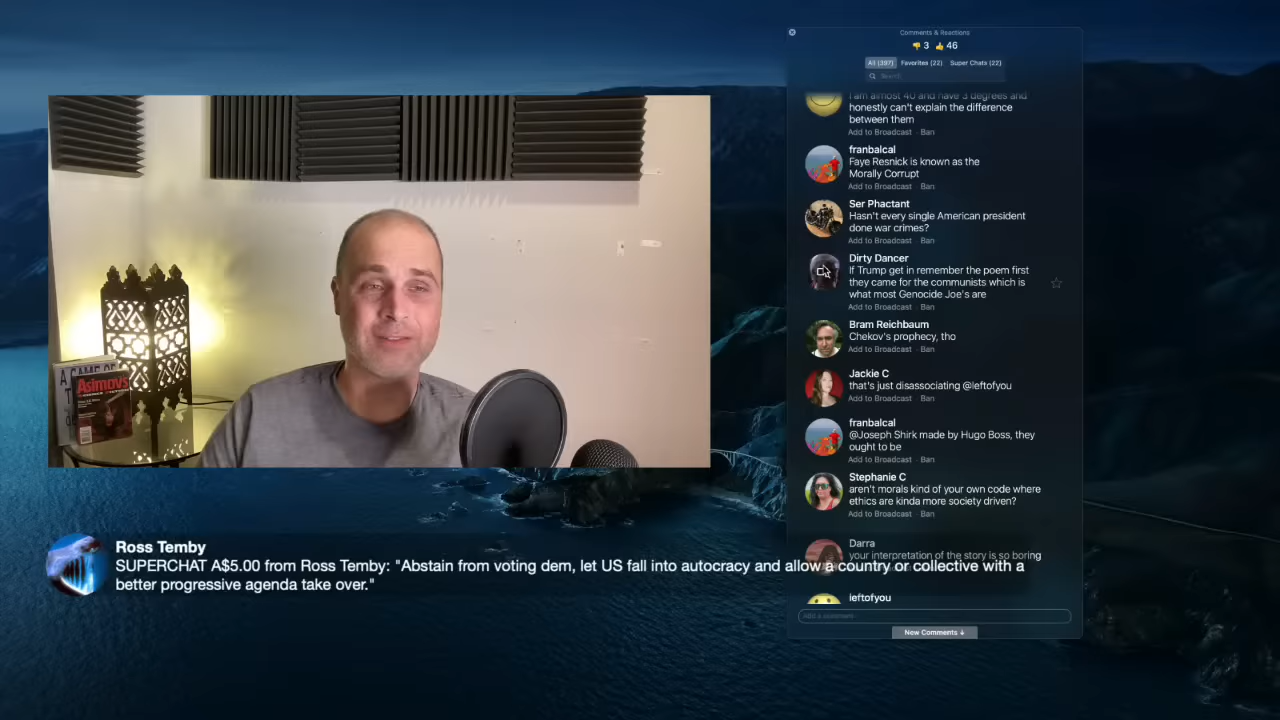 Comments & Reactions
👎 3 👍 46
All (397) Favorites (22) Super Chats (22)
Search
I am almost 40 and have 3 degrees and
honestly can't explain the difference
between them
Add to Broadcast Ban
franbalcal
Faye Resnick is known as the
Morally Corrupt
Add to Broadcast Ban
Ser Phactant
Hasn't every single American president
done war crimes?
Add to Broadcast Ban
Dirty Dancer
If Trump get in remember the poem first
they came for the communists which is
what most Genocide Joe's are
Add to Broadcast Ban
Bram Reichbaum
Chekov's prophecy, tho
Add to Broadcast Ban
Jackie C
that's just disassociating @leftofyou
Add to Broadcast Ban
franbalcal
@Joseph Shirk made by Hugo Boss, they
ought to be
Add to Broadcast Ban
Stephanie C
aren't morals kind of your own code where
ethics are kinda more society driven?
Add to Broadcast Ban
Darra
your interpretation of the story is so boring
leftofyou
Add a comment
New Comments ↓
A GAME OF
Asimov's
Ross Temby
SUPERCHAT A$5.00 from Ross Temby: "Abstain from voting dem, let US fall into autocracy and allow a country or collective with a
better progressive agenda take over."